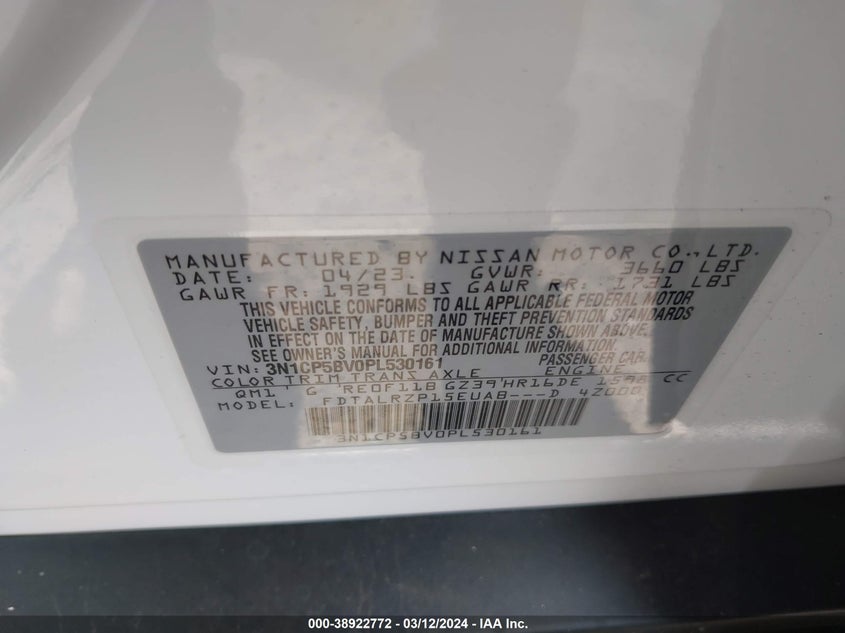 MANUFACTURED BY NISSAN MOTOR CO., LTD.
DATE: 04/23. GVWR: 3660 LBS
GAWR FR: 1929 LBS GAWR RR: 1731 LBS
THIS VEHICLE CONFORMS TO ALL APPLICABLE FEDERAL MOTOR
VEHICLE SAFETY, BUMPER AND THEFT PREVENTION STANDARDS
IN EFFECT ON THE DATE OF MANUFACTURE SHOWN ABOVE.
SEE OWNER'S MANUAL FOR ADDITIONAL INFORMATION.
VIN: 3N1CP5BV0PL530161 PASSENGER CAR
COLOR TRIM TRANS AXLE ENGINE
QM1 G RE0F11B GZ39 HR16DE 1598 CC
MODEL: FDTALRZP15EUAB---D 4Z000
3N1CP5BV0PL530161
000-38922772 - 03/12/2024 - IAA Inc.